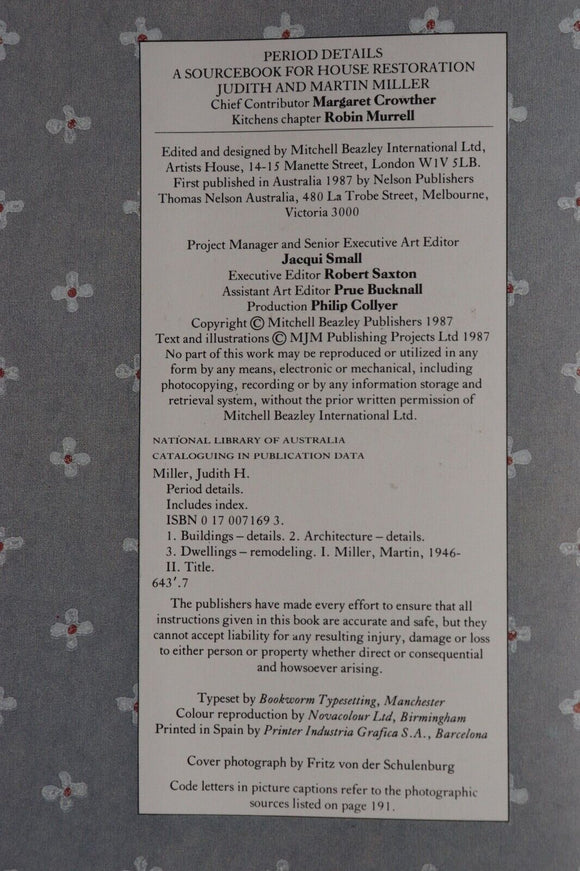 PERIOD DETAILS
A SOURCEBOOK FOR HOUSE RESTORATION
JUDITH AND MARTIN MILLER
Chief Contributor Margaret Crowther
Kitchens chapter Robin Murrell
Edited and designed by Mitchell Beazley International Ltd,
Artists House, 14-15 Manette Street, London W1V 5LB.
First published in Australia 1987 by Nelson Publishers
Thomas Nelson Australia, 480 La Trobe Street, Melbourne,
Victoria 3000
Project Manager and Senior Executive Art Editor
Jacqui Small
Executive Editor Robert Saxton
Assistant Art Editor Prue Bucknall
Production Philip Collyer
Copyright © Mitchell Beazley Publishers 1987
Text and illustrations © MJM Publishing Projects Ltd 1987
No part of this work may be reproduced or utilized in any
form by any means, electronic or mechanical, including
photocopying, recording or by any information storage and
retrieval system, without the prior written permission of
Mitchell Beazley International Ltd.
NATIONAL LIBRARY OF AUSTRALIA
CATALOGUING IN PUBLICATION DATA
Miller, Judith H.
Period details.
Includes index.
ISBN 0 17 007169 3.
1. Buildings – details. 2. Architecture – details.
3. Dwellings – remodeling. I. Miller, Martin, 1946-
II. Title.
643'.7
The publishers have made every effort to ensure that all
instructions given in this book are accurate and safe, but they
cannot accept liability for any resulting injury, damage or loss
to either person or property whether direct or consequential
and howsoever arising.
Typeset by Bookworm Typesetting, Manchester
Colour reproduction by Novacolour Ltd, Birmingham
Printed in Spain by Printer Industria Grafica S.A., Barcelona
Cover photograph by Fritz von der Schulenburg
Code letters in picture captions refer to the photographic
sources listed on page 191.